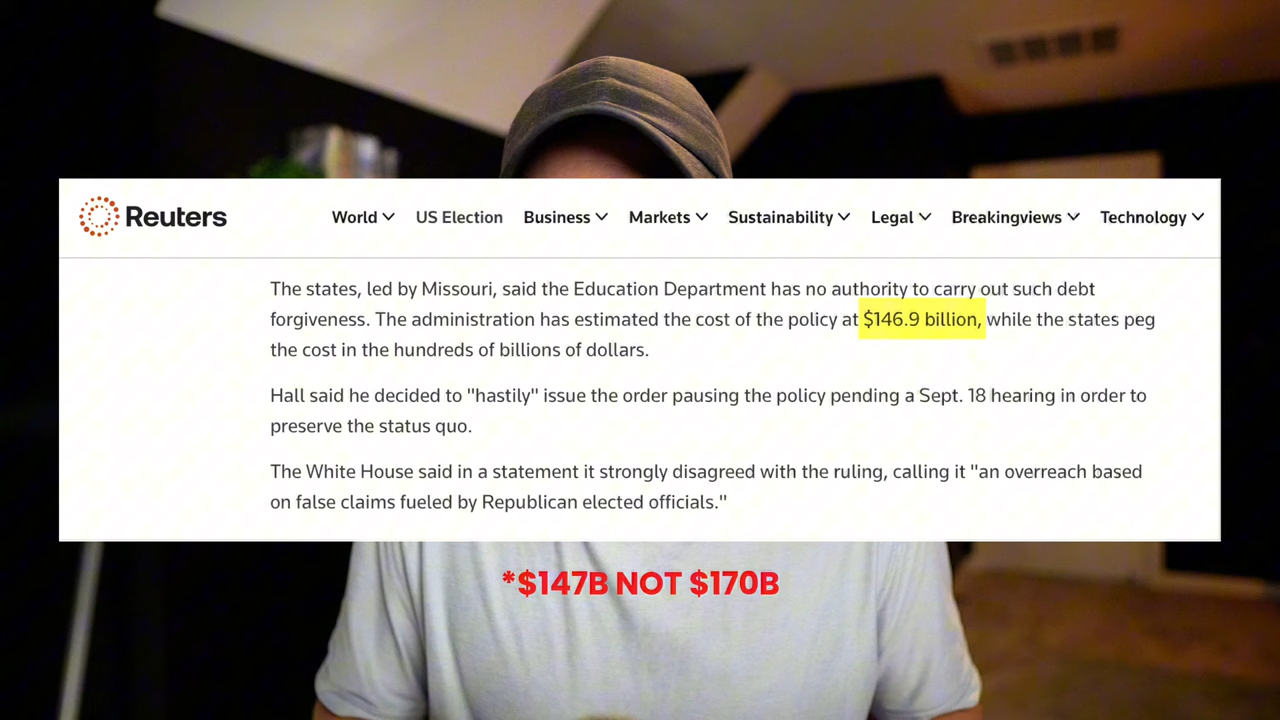 Reuters
World US Election Business Markets Sustainability Legal Breakingviews Technology
The states, led by Missouri, said the Education Department has no authority to carry out such debt
forgiveness. The administration has estimated the cost of the policy at $146.9 billion, while the states peg
the cost in the hundreds of billions of dollars.
Hall said he decided to "hastily" issue the order pausing the policy pending a Sept. 18 hearing in order to
preserve the status quo.
The White House said in a statement it strongly disagreed with the ruling, calling it "an overreach based
on false claims fueled by Republican elected officials."
*$147B NOT $170B